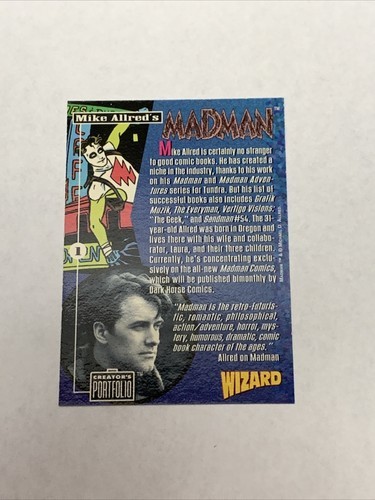 Mike Allred's
MADMAN™
Mike Allred is certainly no stranger
to good comic books. He has created a
niche in the industry, thanks to his work
on his Madman and Madman Adven-
tures series for Tundra. But his list of
successful books also includes Grafik
Muzik, The Everyman, Vertigo Visions:
"The Geek," and Sandman #54. The 31-
year-old Allred was born in Oregon and
lives there with his wife and collabo-
rator, Laura, and their three children.
Currently, he's concentrating exclu-
sively on the all-new Madman Comics,
which will be published bimonthly by
Dark Horse Comics.
"Madman is the retro-futuris-
tic, romantic, philosophical,
action/adventure, horror, mys-
tery, humorous, dramatic, comic
book character of the ages."
Allred on Madman
1
CREATOR'S
PORTFOLIO
WIZARD